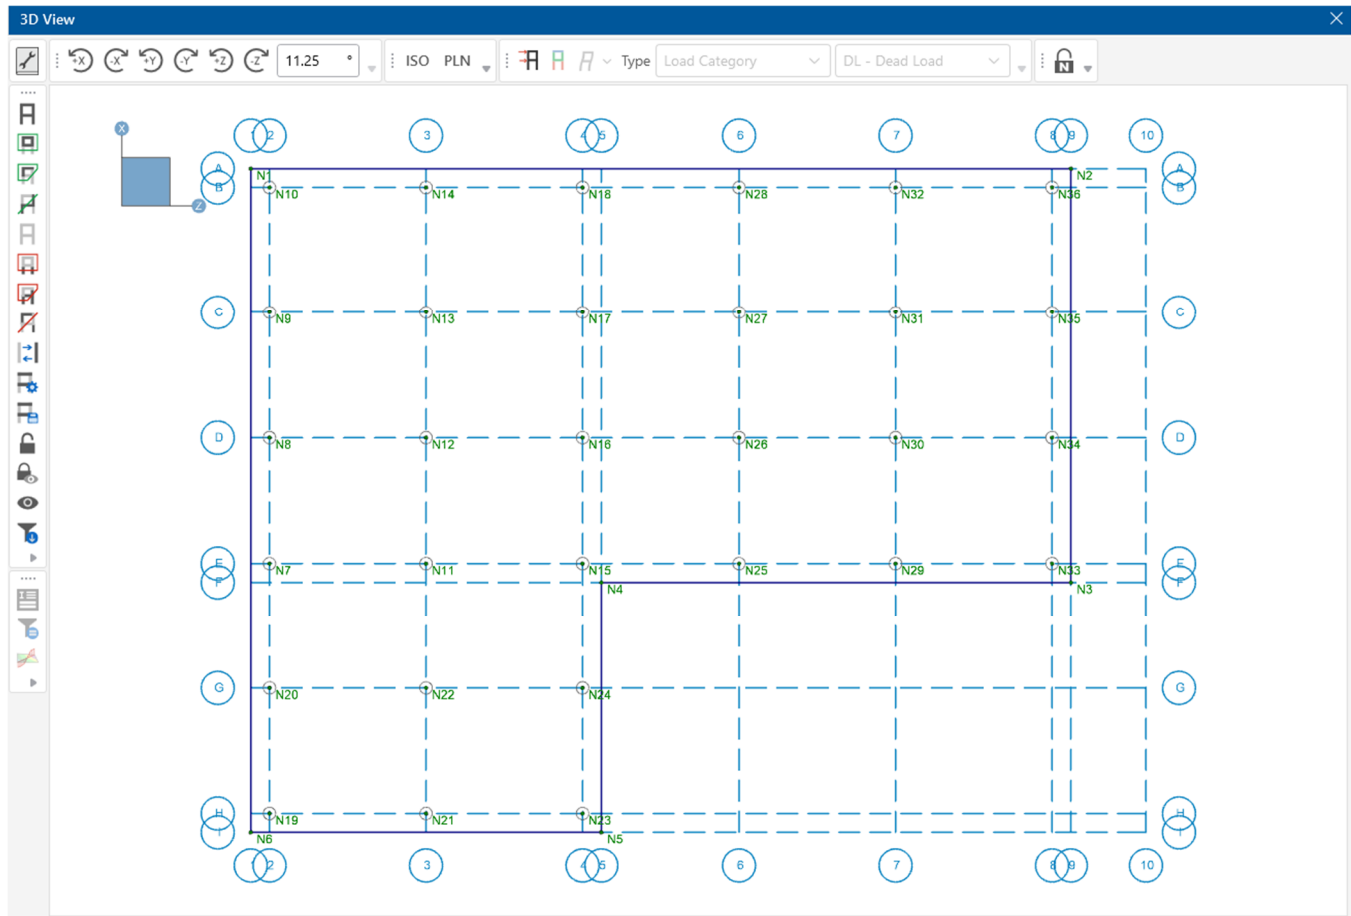 3D View
+X -X +Y -Y +Z -Z 11.25 ° ISO PLN Type Load Category DL - Dead Load N
X
Z
1 2 3 4 5 6 7 8 9 10
A N1 N2 A
B N10 N14 N18 N28 N32 N36 B
C N9 N13 N17 N27 N31 N35 C
D N8 N12 N16 N26 N30 N34 D
E N7 N11 N15 N25 N29 N33 E
F N4 N3 F
G N20 N22 N24 G
H N19 N21 N23 H
I N6 N5 I
1 2 3 4 5 6 7 8 9 10